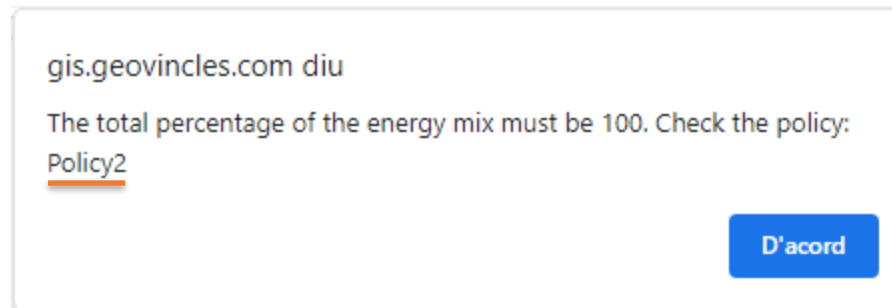 gis.geovincles.com diu
The total percentage of the energy mix must be 100. Check the policy:
Policy2
D'acord